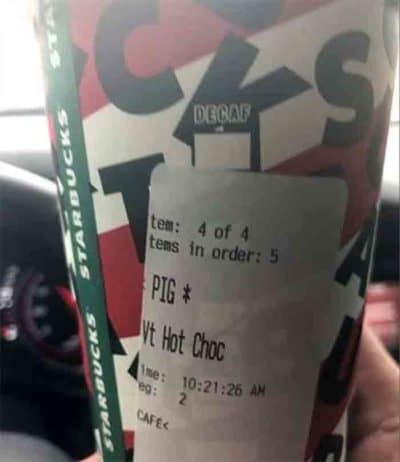 DECAF
STARBUCKS STARBUCKS
tem: 4 of 4
tems in order: 5
PIG *
Vt Hot Choc
ime: 10:21:26 AM
eg: 2
CAFE<